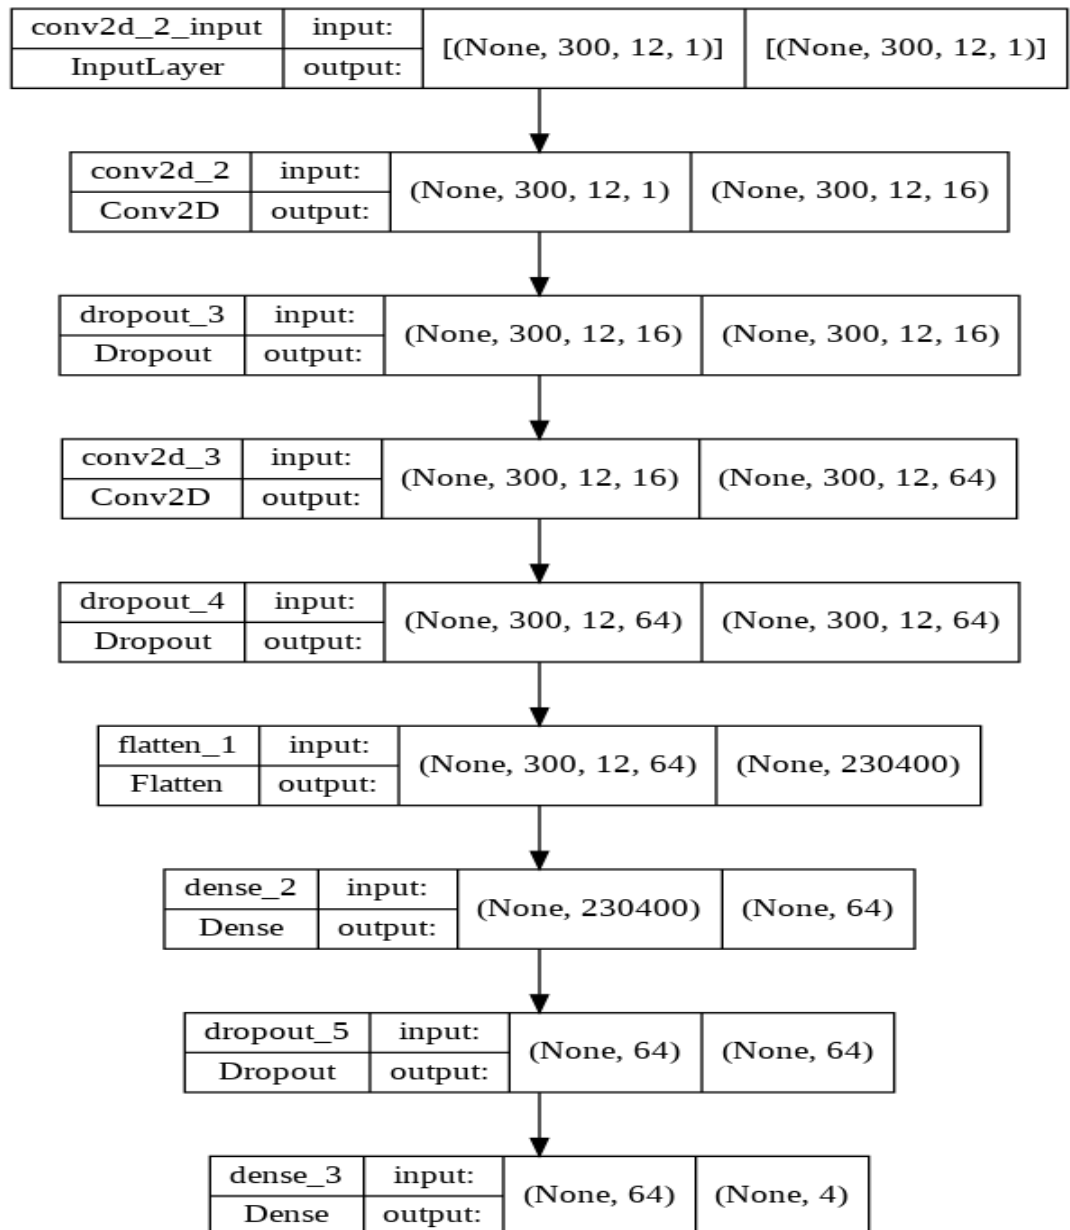 conv2d_2_input input: [(None, 300, 12, 1)] [(None, 300, 12, 1)]
InputLayer output:
conv2d_2 input: (None, 300, 12, 1) (None, 300, 12, 16)
Conv2D output:
dropout_3 input: (None, 300, 12, 16) (None, 300, 12, 16)
Dropout output:
conv2d_3 input: (None, 300, 12, 16) (None, 300, 12, 64)
Conv2D output:
dropout_4 input: (None, 300, 12, 64) (None, 300, 12, 64)
Dropout output:
flatten_1 input: (None, 300, 12, 64) (None, 230400)
Flatten output:
dense_2 input: (None, 230400) (None, 64)
Dense output:
dropout_5 input: (None, 64) (None, 64)
Dropout output:
dense_3 input: (None, 64) (None, 4)
Dense output: